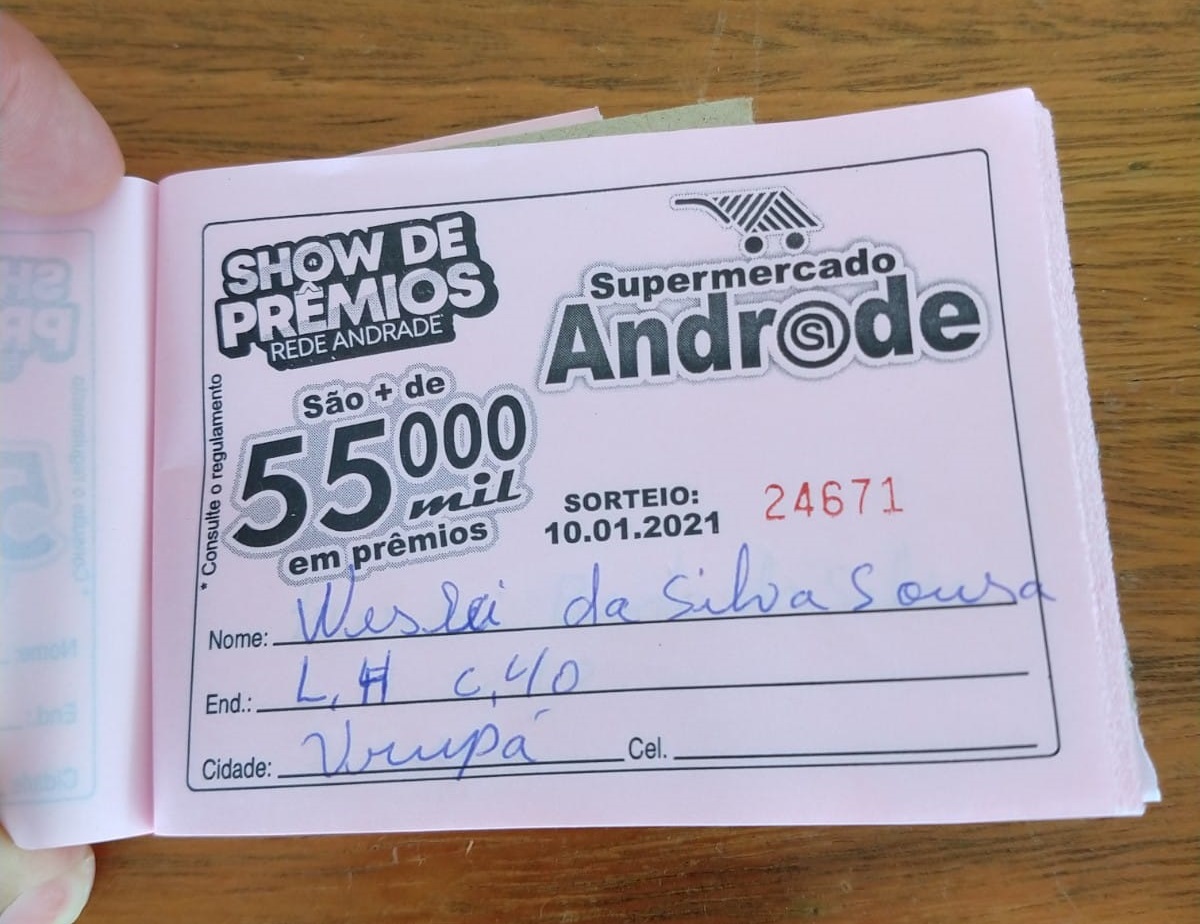 SHOW DE
PRÊMIOS
REDE ANDRADE
Supermercado
Andrade
* Consulte o regulamento
São + de
55000
mil
em prêmios
SORTEIO:
10.01.2021
24671
Nome: Weslei da Silva Sousa
End.: L, H c, 40
Cidade: Urupá Cel.